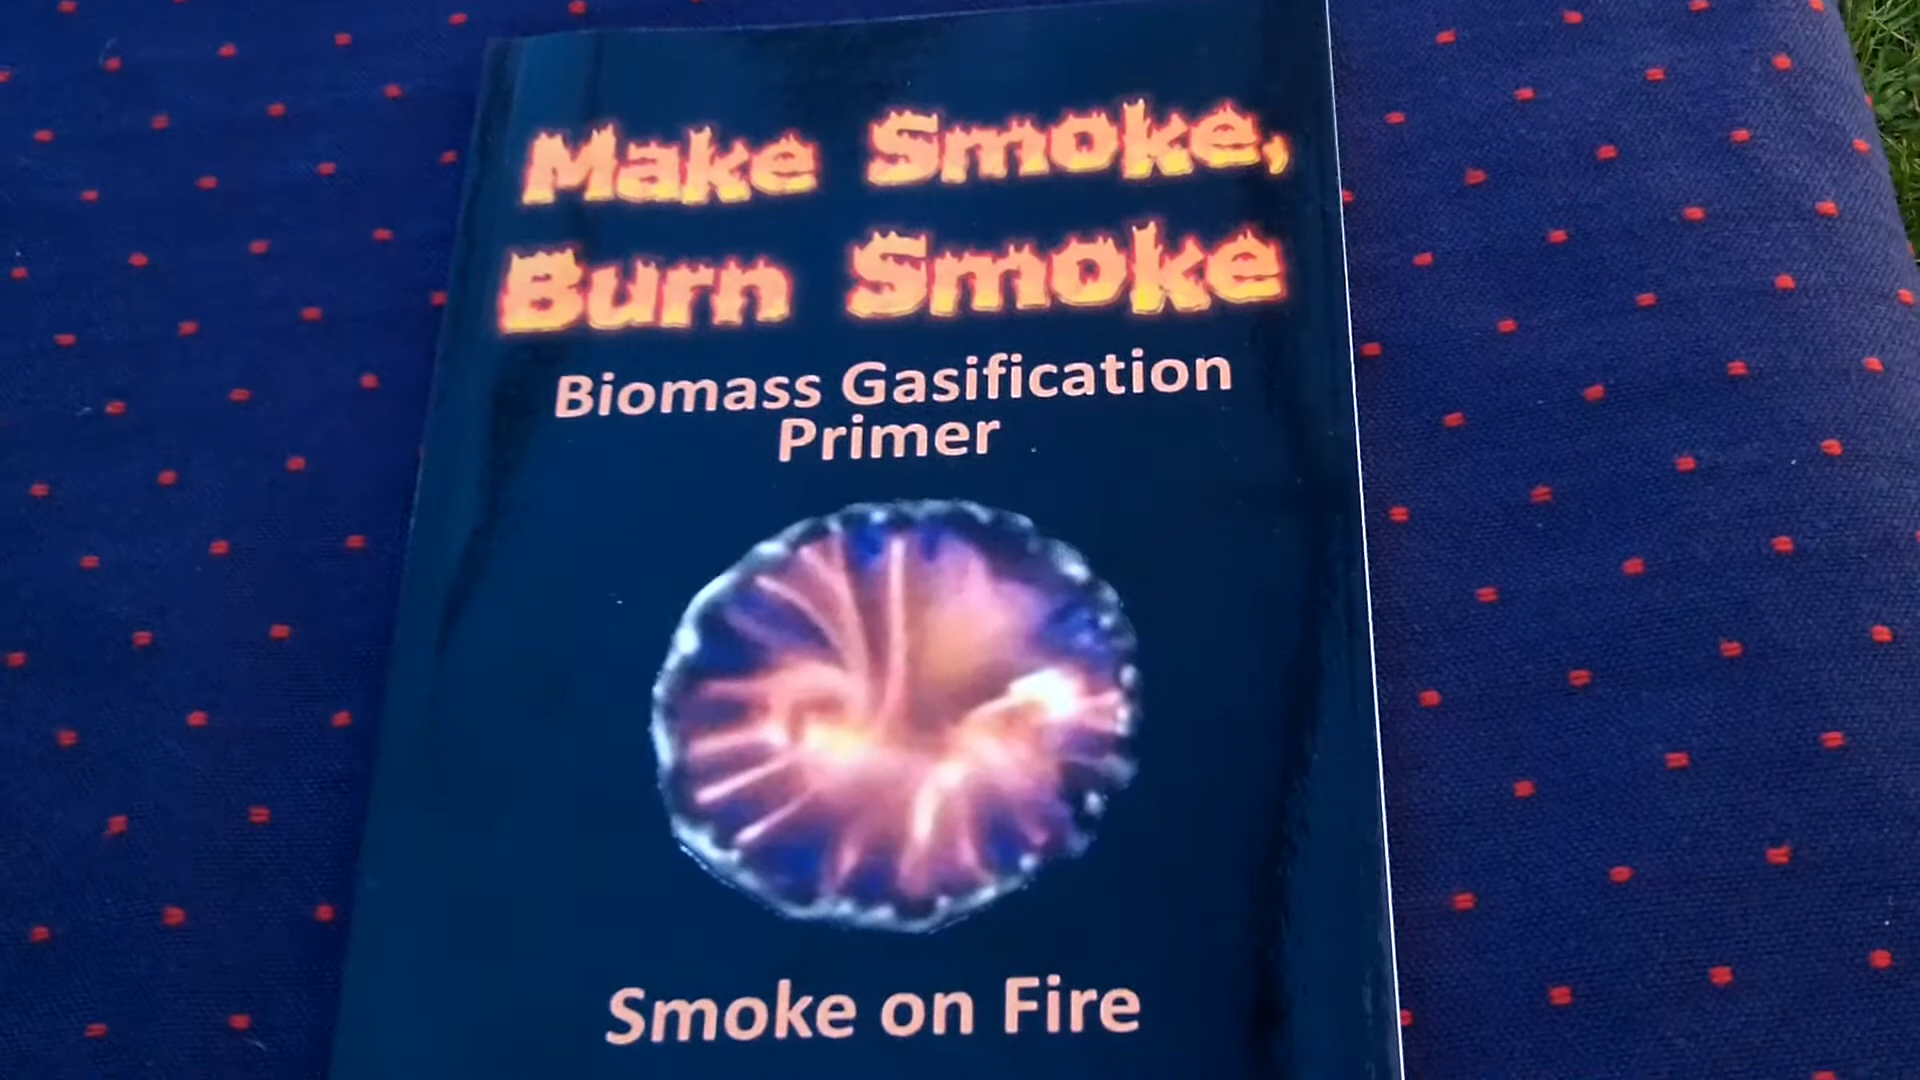 Make Smoke,
Burn Smoke
Biomass Gasification
Primer
Smoke on Fire